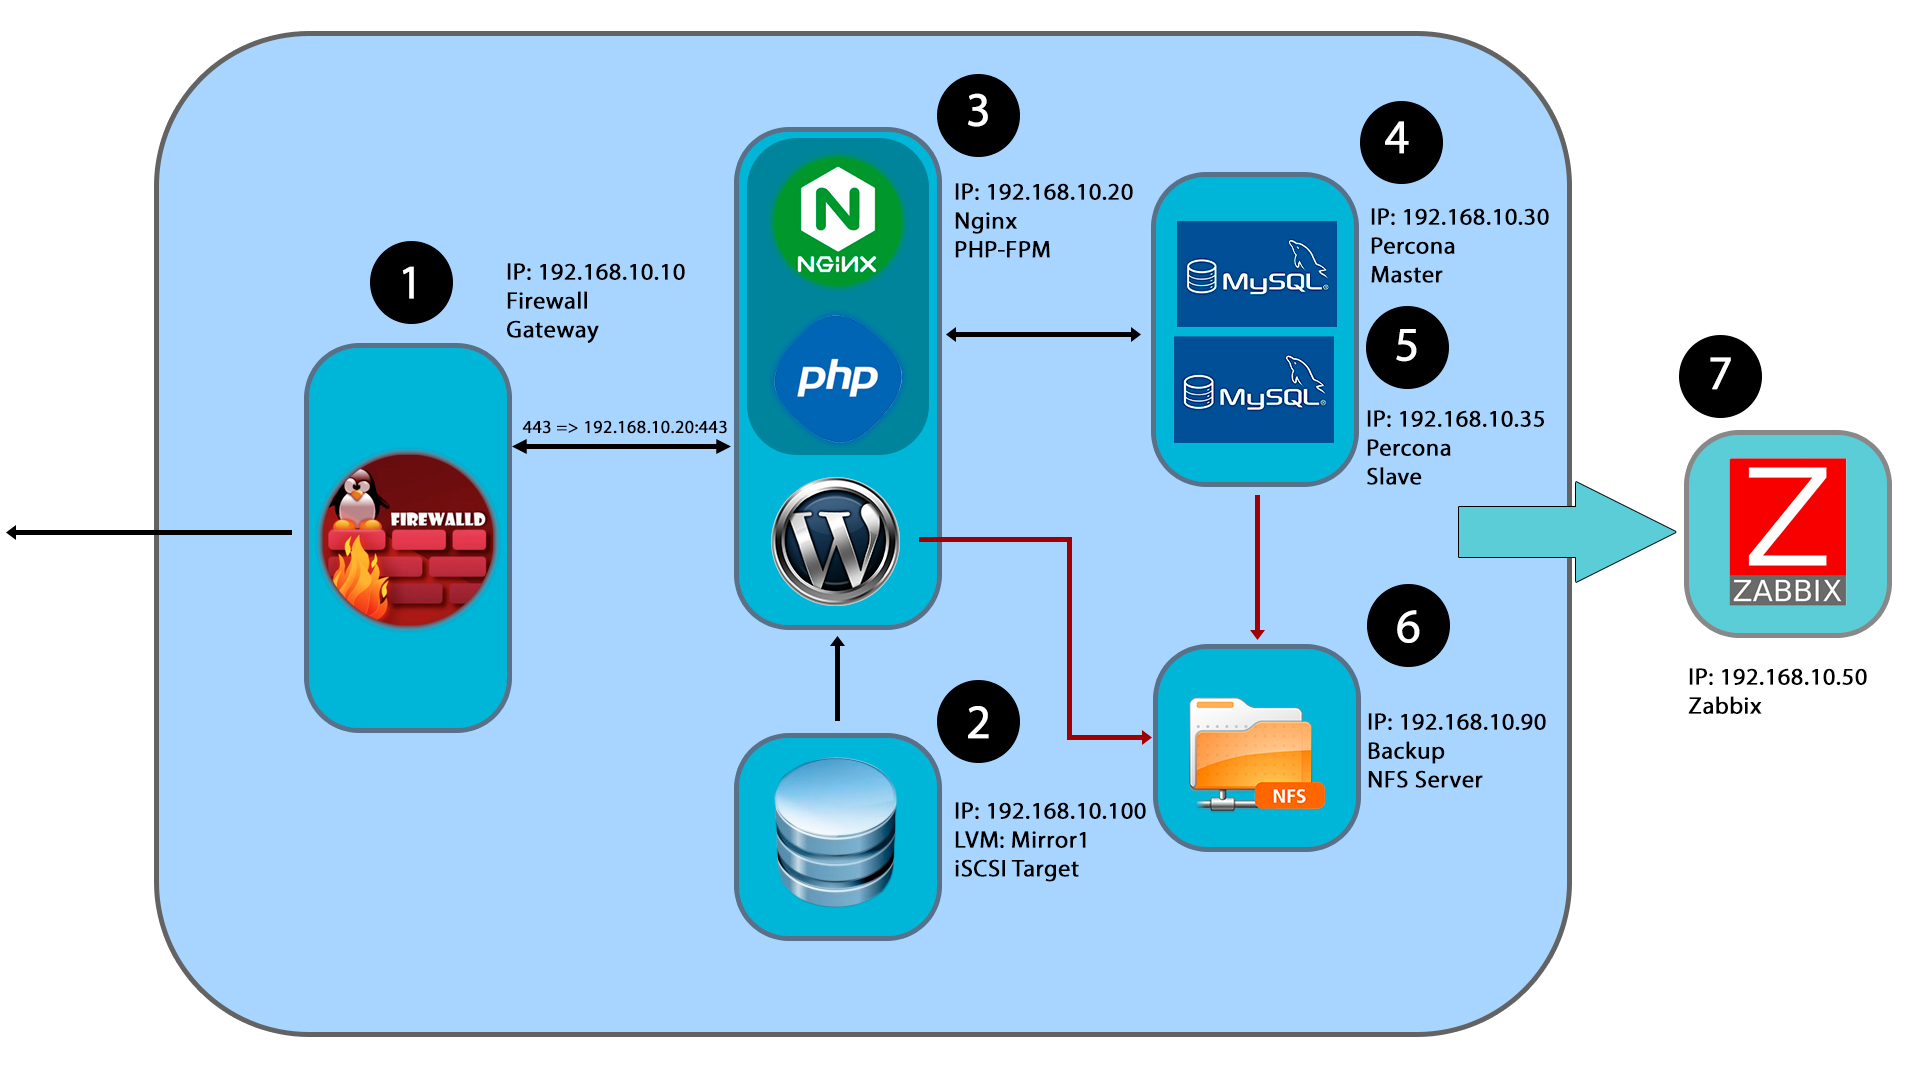 1
IP: 192.168.10.10
Firewall
Gateway
FIREWALLD
443 => 192.168.10.20:443
3
IP: 192.168.10.20
Nginx
PHP-FPM
N
NGiNX
php
W
2
IP: 192.168.10.100
LVM: Mirror1
iSCSI Target
4
IP: 192.168.10.30
Percona
Master
MySQL®
5
IP: 192.168.10.35
Percona
Slave
MySQL®
6
IP: 192.168.10.90
Backup
NFS Server
NFS
7
Z
ZABBIX
IP: 192.168.10.50
Zabbix